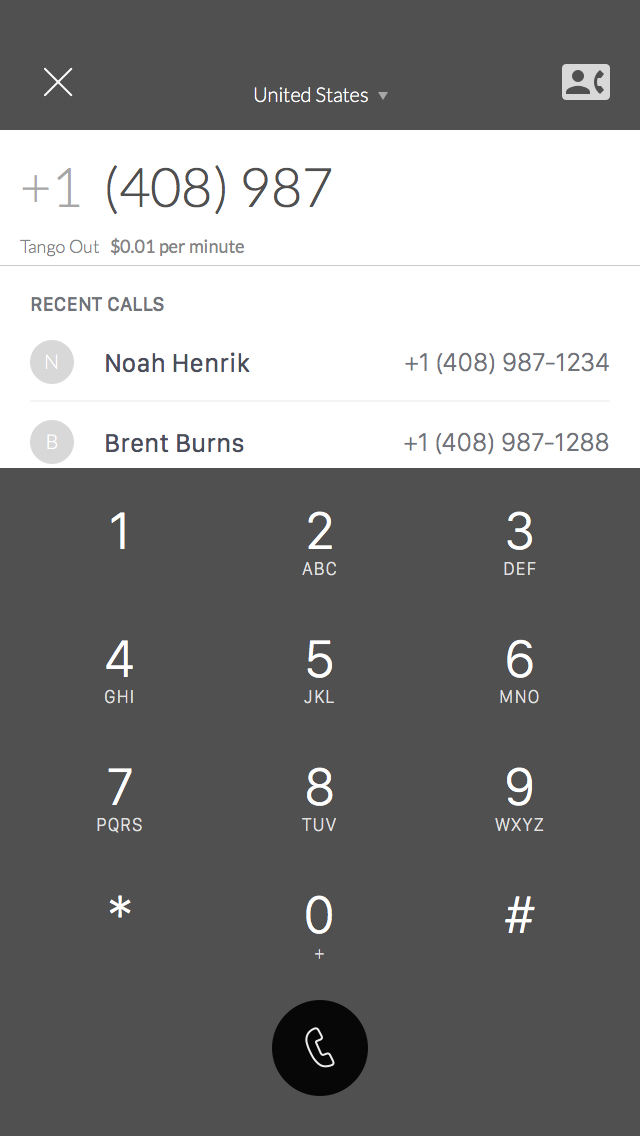 United States
+1 (408) 987
Tango Out $0.01 per minute
RECENT CALLS
N Noah Henrik +1 (408) 987-1234
B Brent Burns +1 (408) 987-1288
1 2 3
ABC DEF
4 5 6
GHI JKL MNO
7 8 9
PQRS TUV WXYZ
* 0 #
+